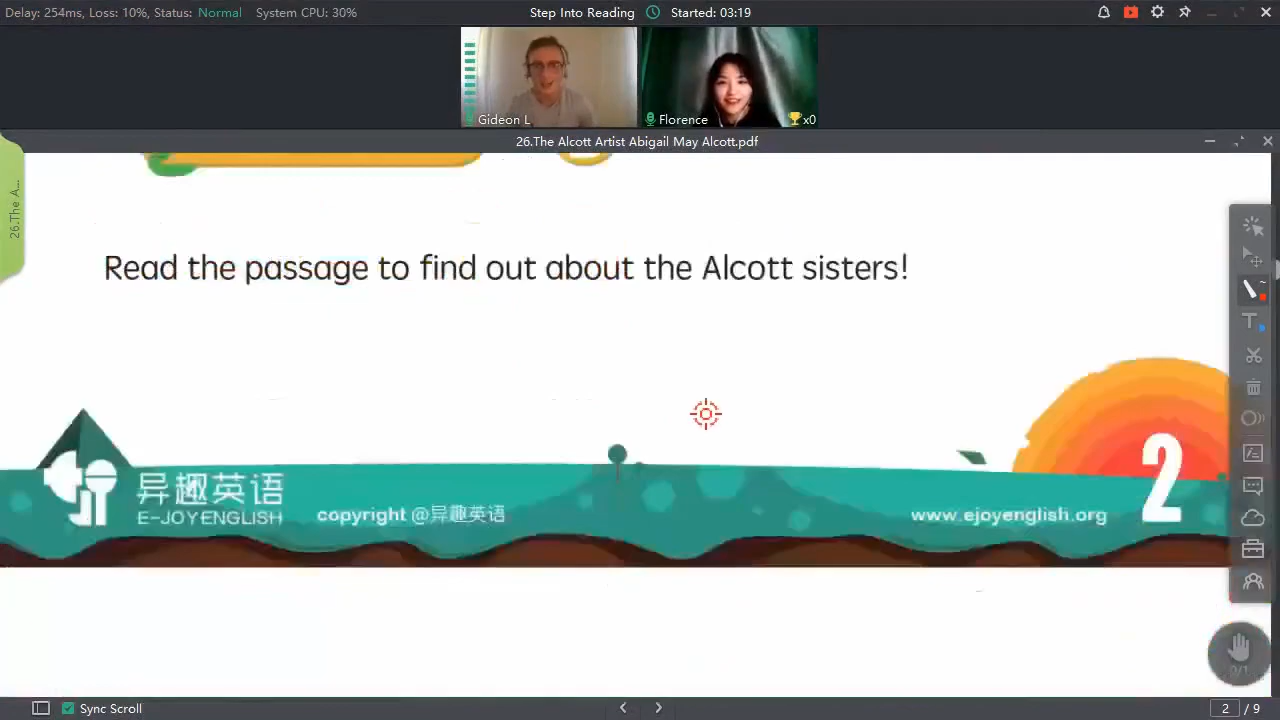 Delay: 254ms, Loss: 10%, Status: Normal System CPU: 30%
Step Into Reading
Started: 03:19
Gideon L
Florence
x0
26.The Alcott Artist Abigail May Alcott.pdf
26.The A...
Read the passage to find out about the Alcott sisters!
异趣英语
E-JOYENGLISH
copyright @异趣英语
www.ejoyenglish.org
2
0/1
Sync Scroll
2 / 9